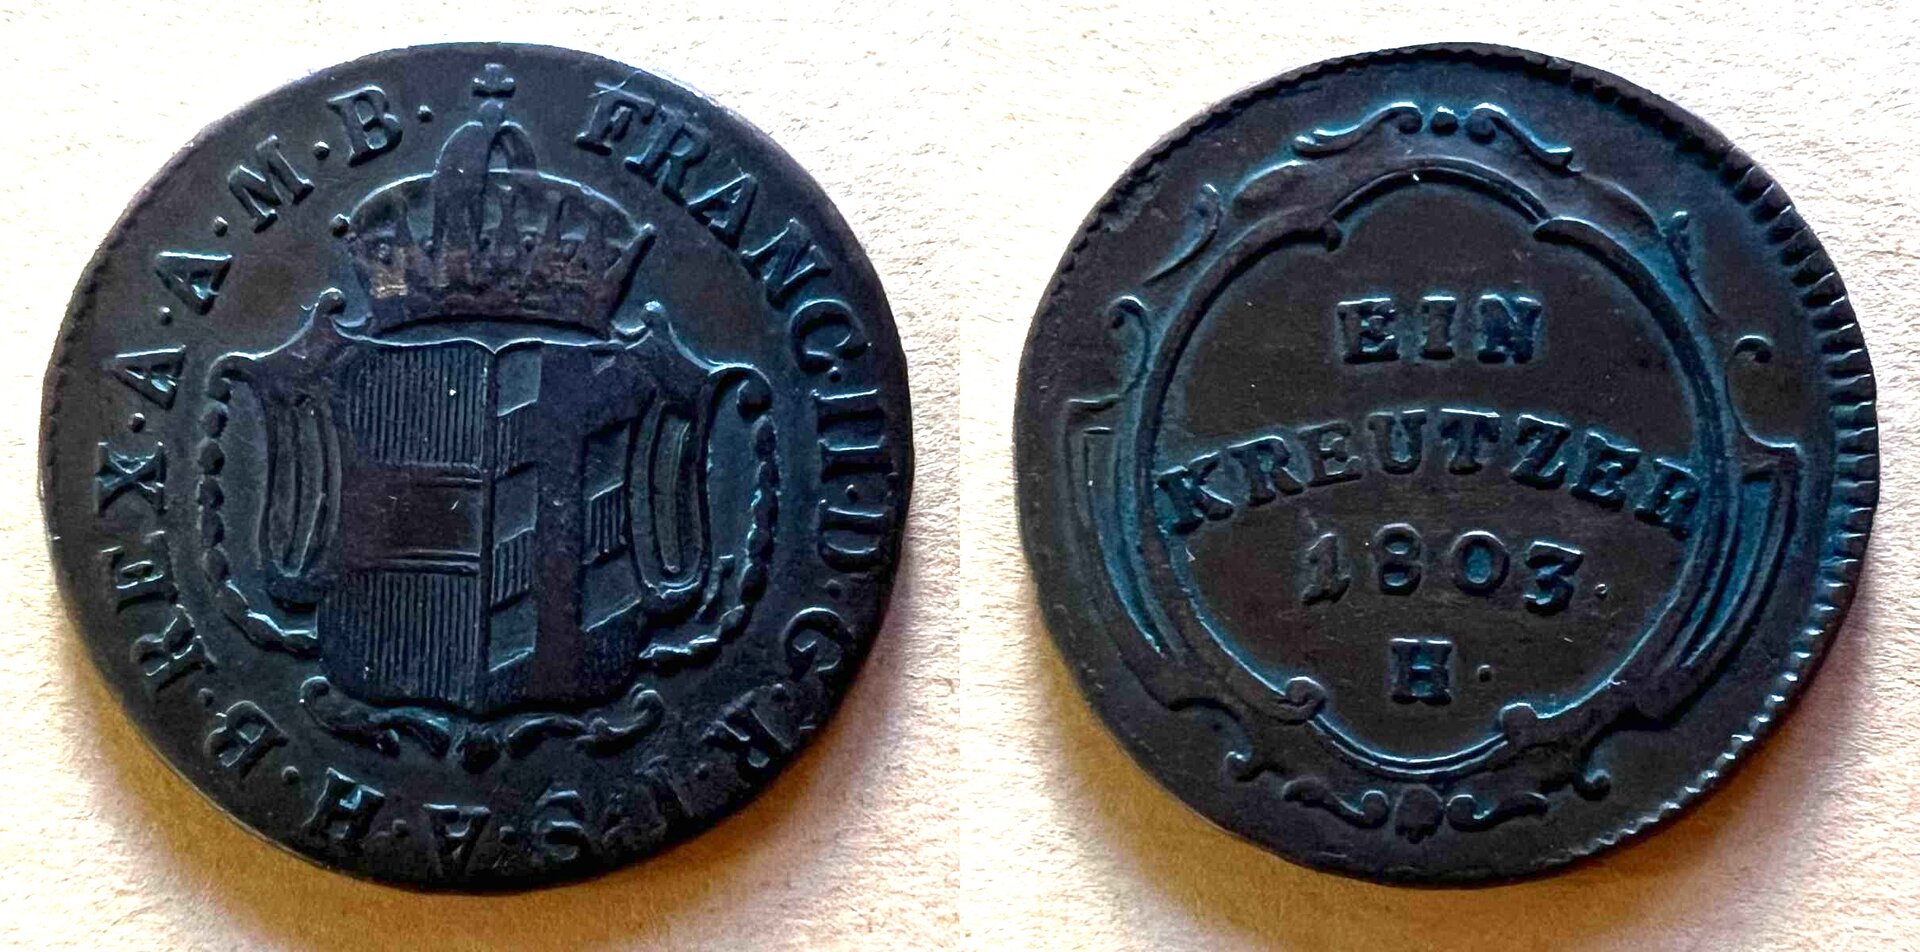 FRANC·II·D·G·R·I·S·A·H·B·REX·A·A·M·B·
EIN
KREUTZER
1803·
H·